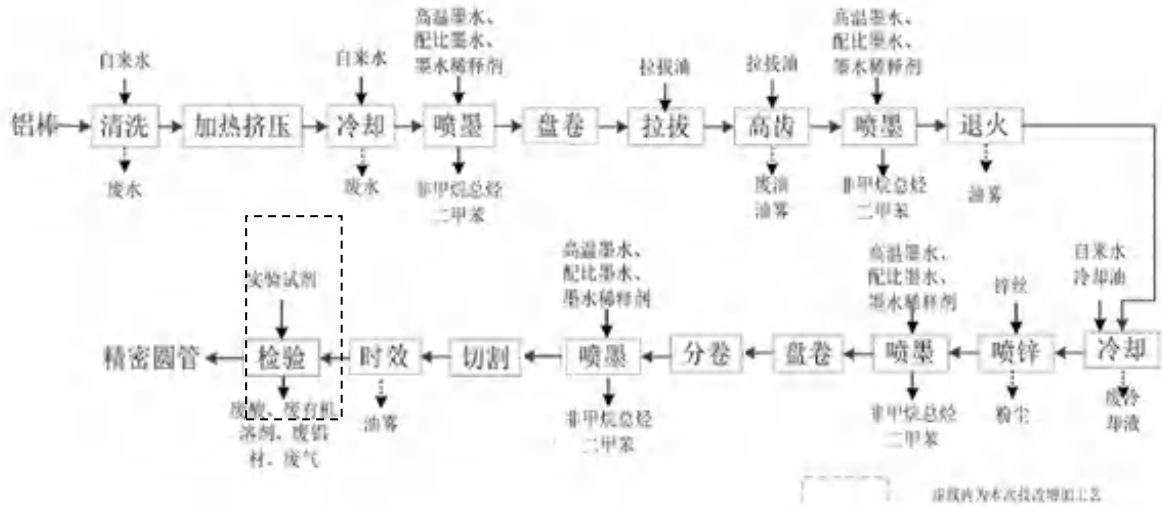 高温墨水、
配比墨水、
墨水稀释剂
高温墨水、
配比墨水、
墨水稀释剂
自来水
自来水
拉拔油
拉拔油
铝棒
清洗
加热挤压
冷却
喷墨
盘卷
拉拔
高齿
喷墨
退火
废水
废水
非甲烷总烃
二甲苯
废油
油雾
非甲烷总烃
二甲苯
油雾
实验试剂
高温墨水、
配比墨水、
墨水稀释剂
高温墨水、
配比墨水、
墨水稀释剂
锌丝
自来水
冷却油
精密圆管
检验
时效
切割
喷墨
分卷
盘卷
喷墨
喷锌
冷却
废酸、废有机
溶剂、废铝
材、废气
油雾
非甲烷总烃
二甲苯
非甲烷总烃
二甲苯
粉尘
废冷
却液
虚线内为本次技改增加工艺